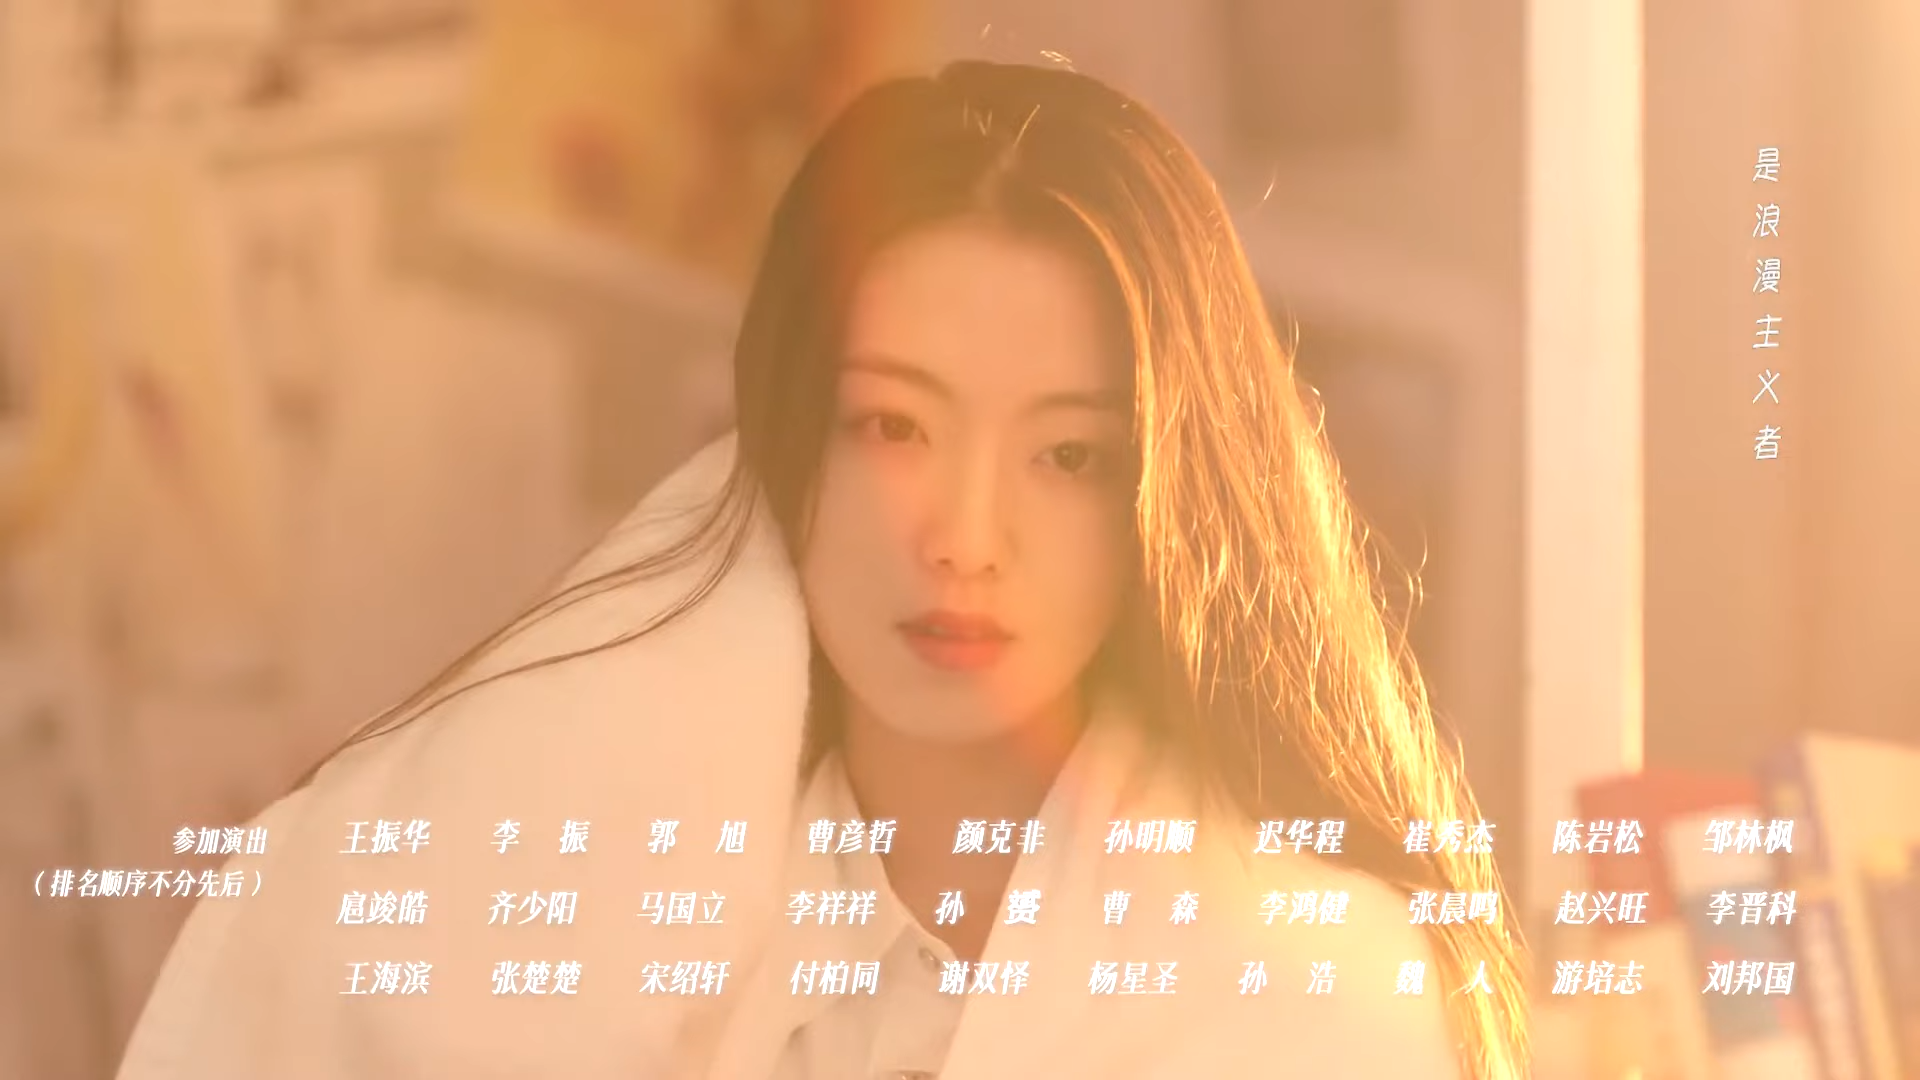 是浪漫主义者
参加演出
（排名顺序不分先后）
王振华 李振 郭旭 曹彦哲 颜克非 孙明顺 迟华程 崔秀杰 陈岩松 邹林枫
扈竣皓 齐少阳 马国立 李祥祥 孙赟 曹森 李鸿健 张晨鸣 赵兴旺 李晋科
王海滨 张楚楚 宋绍轩 付柏同 谢双怿 杨星圣 孙浩 魏人 游培志 刘邦国